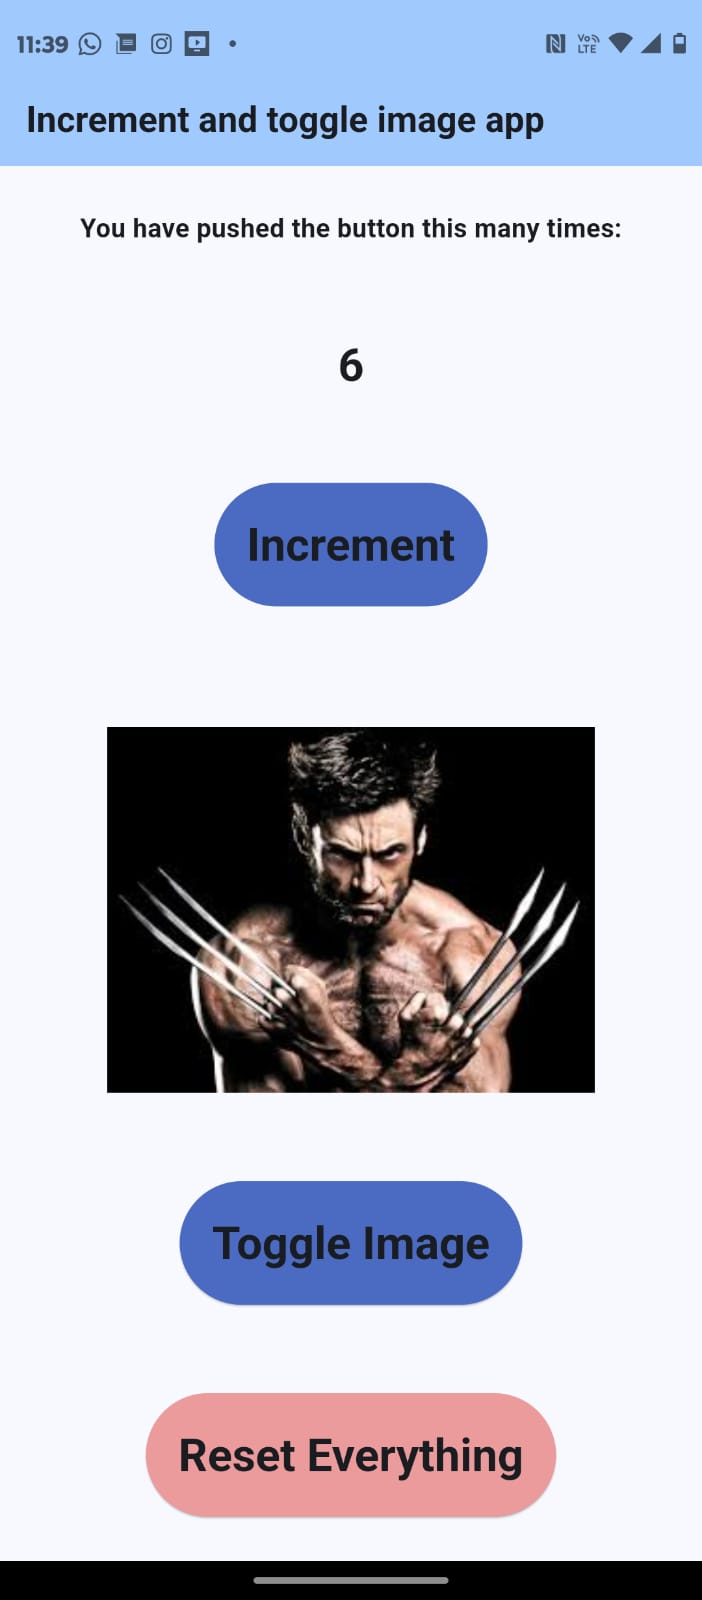 11:39
Vo LTE
Increment and toggle image app
You have pushed the button this many times:
6
Increment
Toggle Image
Reset Everything